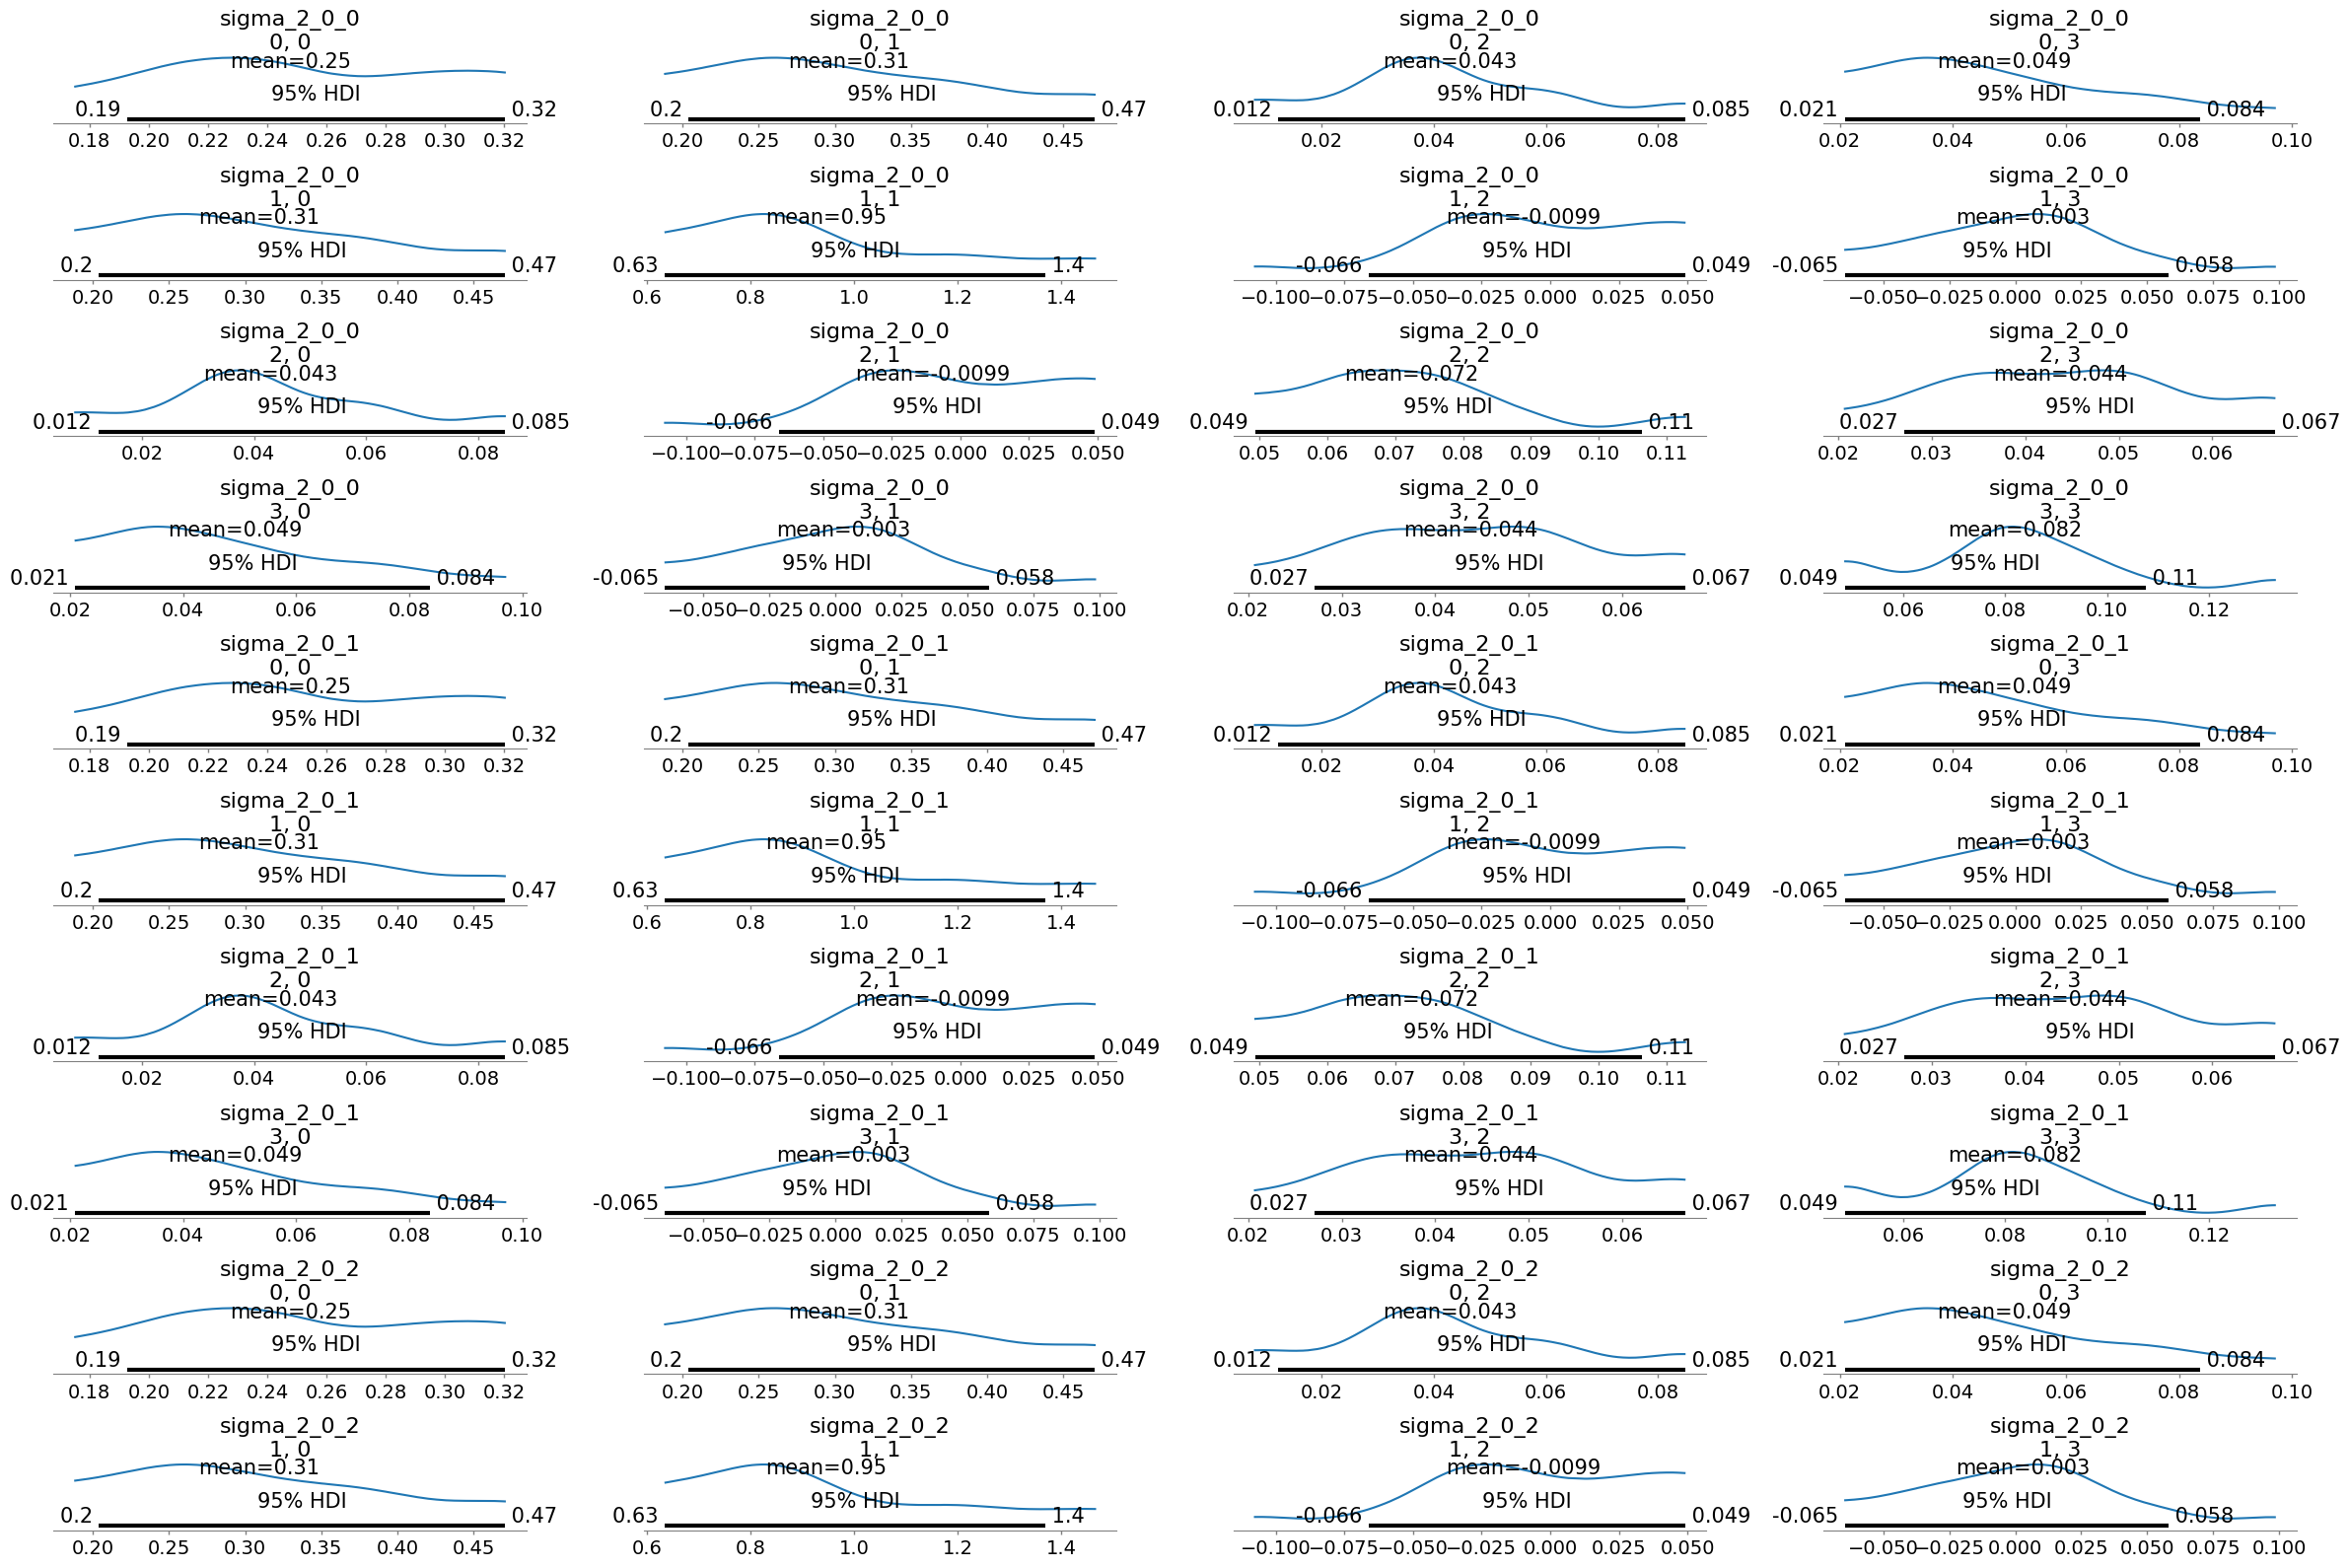 sigma_2_0_0
0, 0
mean=0.25
95% HDI
0.19 0.32
0.18 0.20 0.22 0.24 0.26 0.28 0.30 0.32
sigma_2_0_0
0, 1
mean=0.31
95% HDI
0.2 0.47
0.20 0.25 0.30 0.35 0.40 0.45
sigma_2_0_0
0, 2
mean=0.043
95% HDI
0.012 0.085
0.02 0.04 0.06 0.08
sigma_2_0_0
0, 3
mean=0.049
95% HDI
0.021 0.084
0.02 0.04 0.06 0.08 0.10
sigma_2_0_0
1, 0
mean=0.31
95% HDI
0.2 0.47
0.20 0.25 0.30 0.35 0.40 0.45
sigma_2_0_0
1, 1
mean=0.95
95% HDI
0.63 1.4
0.6 0.8 1.0 1.2 1.4
sigma_2_0_0
1, 2
mean=-0.0099
95% HDI
-0.066 0.049
−0.100 −0.075 −0.050 −0.025 0.000 0.025 0.050
sigma_2_0_0
1, 3
mean=0.003
95% HDI
-0.065 0.058
−0.050 −0.025 0.000 0.025 0.050 0.075 0.100
sigma_2_0_0
2, 0
mean=0.043
95% HDI
0.012 0.085
0.02 0.04 0.06 0.08
sigma_2_0_0
2, 1
mean=-0.0099
95% HDI
-0.066 0.049
−0.100 −0.075 −0.050 −0.025 0.000 0.025 0.050
sigma_2_0_0
2, 2
mean=0.072
95% HDI
0.049 0.11
0.05 0.06 0.07 0.08 0.09 0.10 0.11
sigma_2_0_0
2, 3
mean=0.044
95% HDI
0.027 0.067
0.02 0.03 0.04 0.05 0.06
sigma_2_0_0
3, 0
mean=0.049
95% HDI
0.021 0.084
0.02 0.04 0.06 0.08 0.10
sigma_2_0_0
3, 1
mean=0.003
95% HDI
-0.065 0.058
−0.050 −0.025 0.000 0.025 0.050 0.075 0.100
sigma_2_0_0
3, 2
mean=0.044
95% HDI
0.027 0.067
0.02 0.03 0.04 0.05 0.06
sigma_2_0_0
3, 3
mean=0.082
95% HDI
0.049 0.11
0.06 0.08 0.10 0.12
sigma_2_0_1
0, 0
mean=0.25
95% HDI
0.19 0.32
0.18 0.20 0.22 0.24 0.26 0.28 0.30 0.32
sigma_2_0_1
0, 1
mean=0.31
95% HDI
0.2 0.47
0.20 0.25 0.30 0.35 0.40 0.45
sigma_2_0_1
0, 2
mean=0.043
95% HDI
0.012 0.085
0.02 0.04 0.06 0.08
sigma_2_0_1
0, 3
mean=0.049
95% HDI
0.021 0.084
0.02 0.04 0.06 0.08 0.10
sigma_2_0_1
1, 0
mean=0.31
95% HDI
0.2 0.47
0.20 0.25 0.30 0.35 0.40 0.45
sigma_2_0_1
1, 1
mean=0.95
95% HDI
0.63 1.4
0.6 0.8 1.0 1.2 1.4
sigma_2_0_1
1, 2
mean=-0.0099
95% HDI
-0.066 0.049
−0.100 −0.075 −0.050 −0.025 0.000 0.025 0.050
sigma_2_0_1
1, 3
mean=0.003
95% HDI
-0.065 0.058
−0.050 −0.025 0.000 0.025 0.050 0.075 0.100
sigma_2_0_1
2, 0
mean=0.043
95% HDI
0.012 0.085
0.02 0.04 0.06 0.08
sigma_2_0_1
2, 1
mean=-0.0099
95% HDI
-0.066 0.049
−0.100 −0.075 −0.050 −0.025 0.000 0.025 0.050
sigma_2_0_1
2, 2
mean=0.072
95% HDI
0.049 0.11
0.05 0.06 0.07 0.08 0.09 0.10 0.11
sigma_2_0_1
2, 3
mean=0.044
95% HDI
0.027 0.067
0.02 0.03 0.04 0.05 0.06
sigma_2_0_1
3, 0
mean=0.049
95% HDI
0.021 0.084
0.02 0.04 0.06 0.08 0.10
sigma_2_0_1
3, 1
mean=0.003
95% HDI
-0.065 0.058
−0.050 −0.025 0.000 0.025 0.050 0.075 0.100
sigma_2_0_1
3, 2
mean=0.044
95% HDI
0.027 0.067
0.02 0.03 0.04 0.05 0.06
sigma_2_0_1
3, 3
mean=0.082
95% HDI
0.049 0.11
0.06 0.08 0.10 0.12
sigma_2_0_2
0, 0
mean=0.25
95% HDI
0.19 0.32
0.18 0.20 0.22 0.24 0.26 0.28 0.30 0.32
sigma_2_0_2
0, 1
mean=0.31
95% HDI
0.2 0.47
0.20 0.25 0.30 0.35 0.40 0.45
sigma_2_0_2
0, 2
mean=0.043
95% HDI
0.012 0.085
0.02 0.04 0.06 0.08
sigma_2_0_2
0, 3
mean=0.049
95% HDI
0.021 0.084
0.02 0.04 0.06 0.08 0.10
sigma_2_0_2
1, 0
mean=0.31
95% HDI
0.2 0.47
0.20 0.25 0.30 0.35 0.40 0.45
sigma_2_0_2
1, 1
mean=0.95
95% HDI
0.63 1.4
0.6 0.8 1.0 1.2 1.4
sigma_2_0_2
1, 2
mean=-0.0099
95% HDI
-0.066 0.049
−0.100 −0.075 −0.050 −0.025 0.000 0.025 0.050
sigma_2_0_2
1, 3
mean=0.003
95% HDI
-0.065 0.058
−0.050 −0.025 0.000 0.025 0.050 0.075 0.100